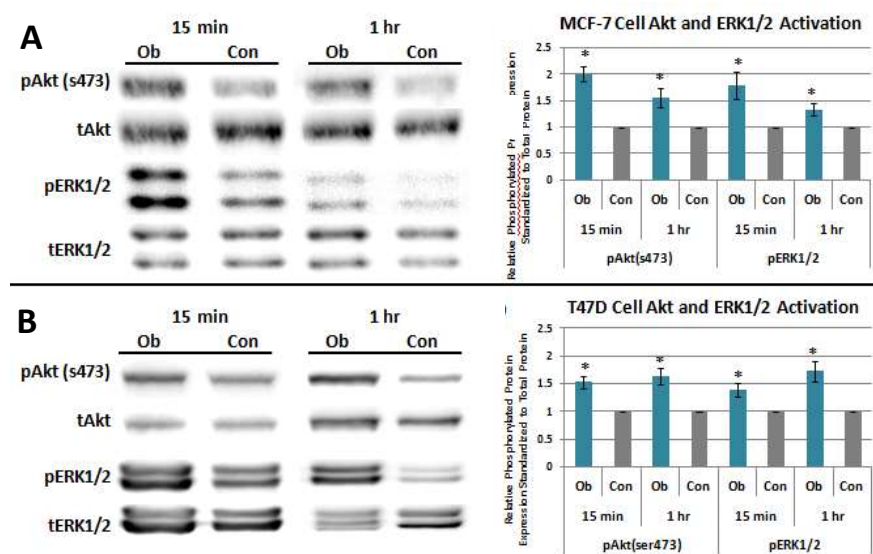 A
15 min 1 hr
Ob Con Ob Con
pAkt (s473)
tAkt
pERK1/2
tERK1/2
MCF-7 Cell Akt and ERK1/2 Activation
Relative Phosphorylated Pr
pression
Standardized to Total Protein
2.5
2
1.5
1
0.5
0
* * * *
Ob Con Ob Con Ob Con Ob Con
15 min 1 hr 15 min 1 hr
pAkt(s473) pERK1/2
B
15 min 1 hr
Ob Con Ob Con
pAkt (s473)
tAkt
pERK1/2
tERK1/2
T47D Cell Akt and ERK1/2 Activation
Relative Phosphorylated Protein
Expression Standardized to Total Protein
2.5
2
1.5
1
0.5
0
* * * *
Ob Con Ob Con Ob Con Ob Con
15 min 1 hr 15 min 1 hr
pAkt(ser473) pERK1/2